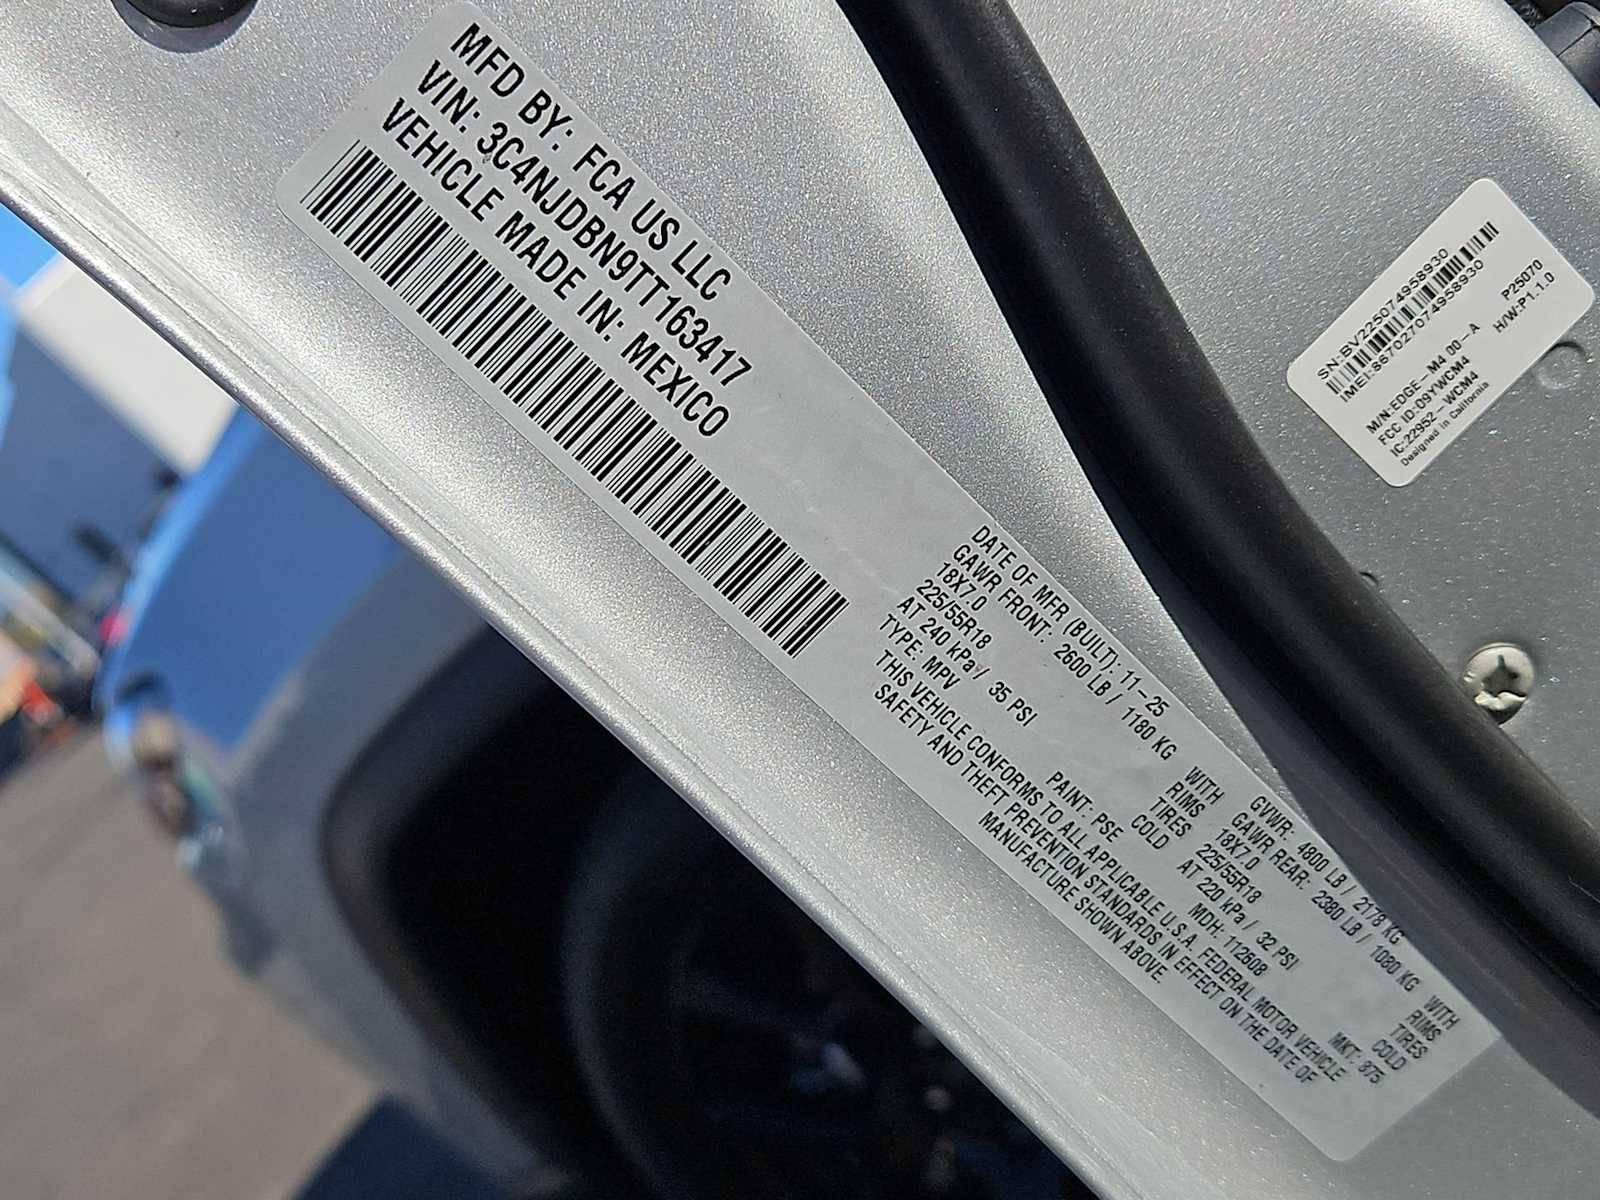 MFD BY: FCA US LLC
VIN: 3C4NJDBN9TT163417
VEHICLE MADE IN: MEXICO
DATE OF MFR (BUILT): 11-25 GVWR: 4800 LB / 2178 KG
GAWR FRONT: 2600 LB / 1180 KG WITH GAWR REAR: 2380 LB / 1080 KG WITH
18X7.0 RIMS 18X7.0 RIMS
225/55R18 TIRES 225/55R18 TIRES
AT 240 kPa / 35 PSI COLD AT 220 kPa / 32 PSI COLD
TYPE: MPV PAINT: PSE MDH: 112608 MKT: 875
THIS VEHICLE CONFORMS TO ALL APPLICABLE U.S.A. FEDERAL MOTOR VEHICLE
SAFETY AND THEFT PREVENTION STANDARDS IN EFFECT ON THE DATE OF
MANUFACTURE SHOWN ABOVE.
SN:BV225074958930
IMEI:867027074958930
M/N:EDGE-M4 00--A P25070
FCC ID:O9YWCM4 H/W:P1.1.0
IC:22952-WCM4
Designed in California